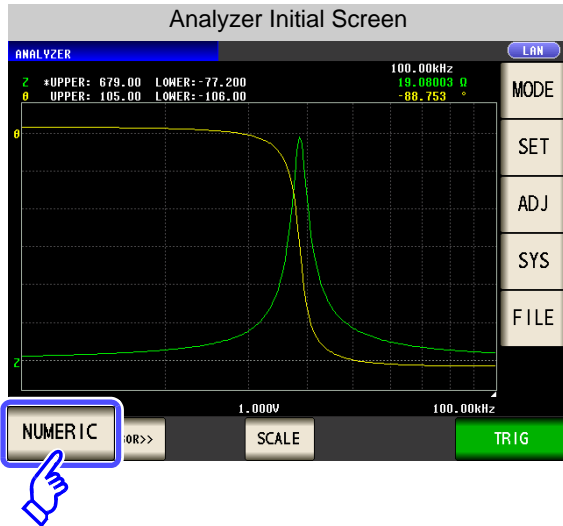 Analyzer Initial Screen
ANALYZER
LAN
100.00kHz
Z *UPPER: 679.00 LOWER:-77.200 19.08003 Ω
θ UPPER: 105.00 LOWER:-106.00 -88.753 °
MODE
θ
SET
ADJ
SYS
FILE
Z
1.000V 100.00kHz
NUMERIC SCALE TRIG